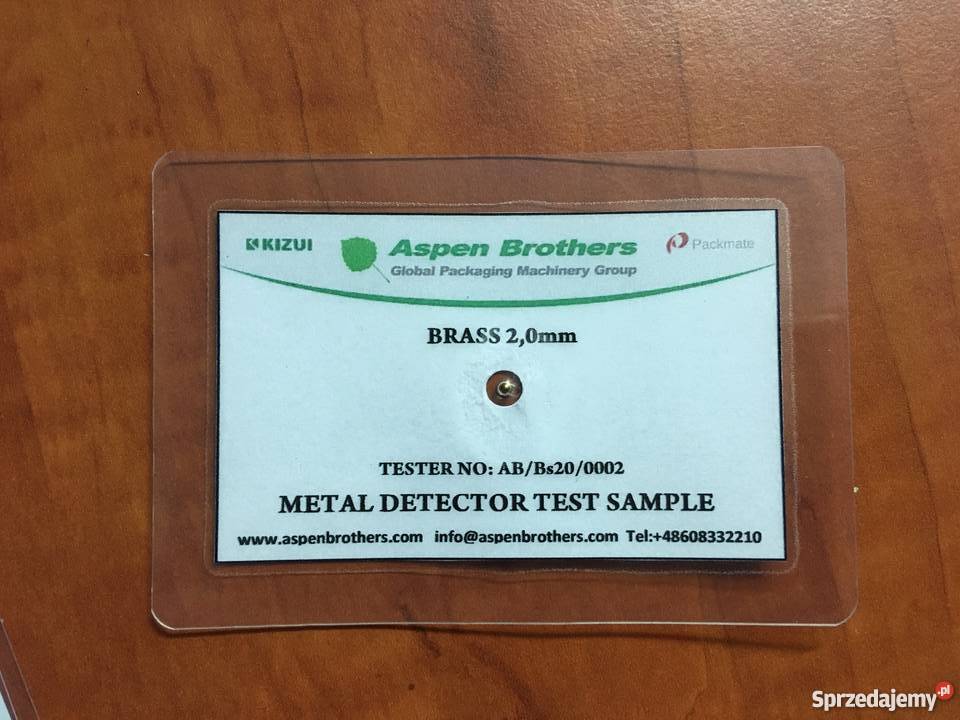 KIZUI
Aspen Brothers
Packmate
Global Packaging Machinery Group
BRASS 2,0mm
TESTER NO: AB/Bs20/0002
METAL DETECTOR TEST SAMPLE
www.aspenbrothers.com info@aspenbrothers.com Tel:+48608332210
Sprzedajemy.pl